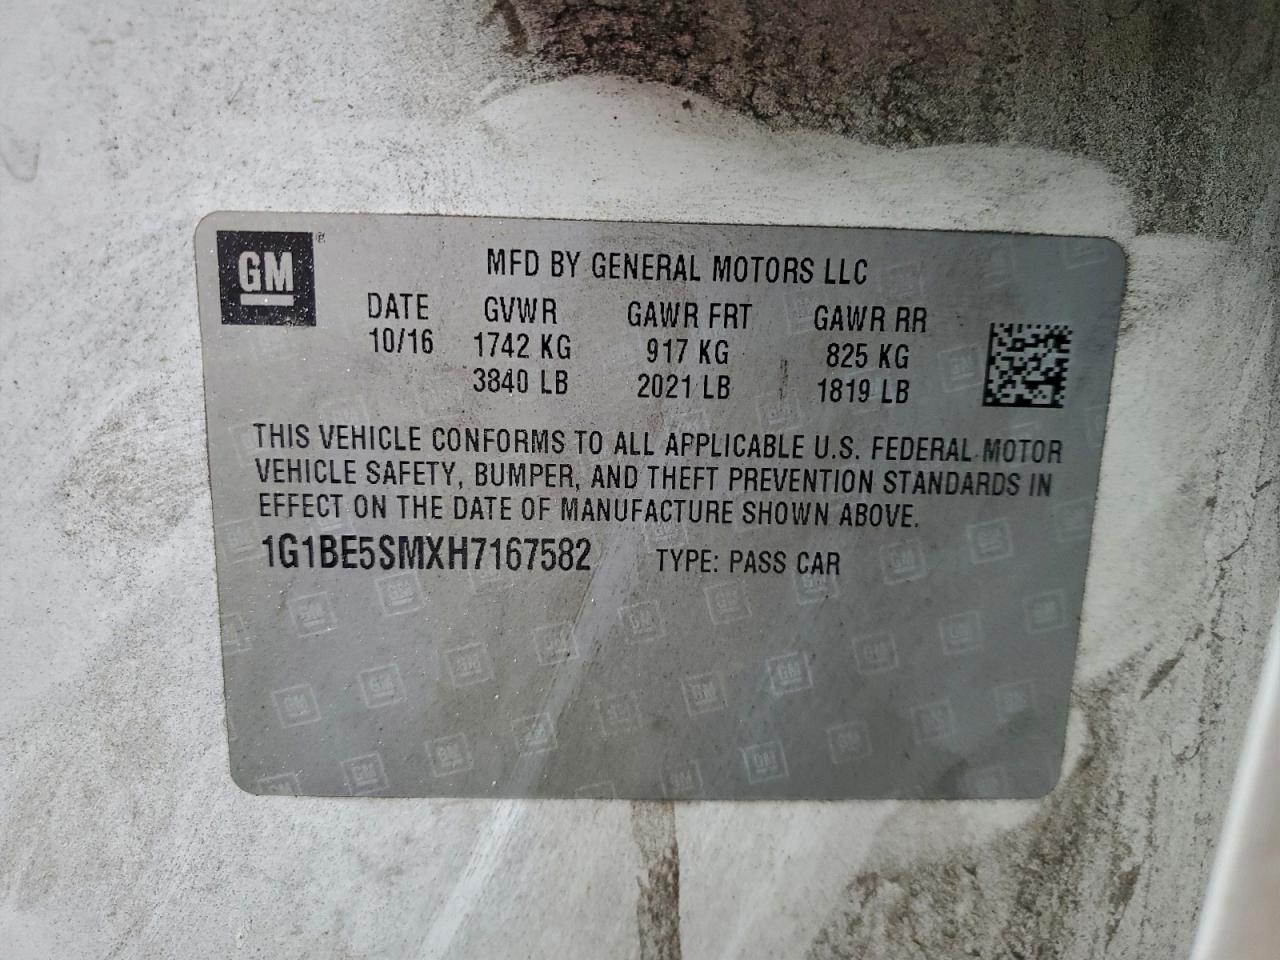 GM®
MFD BY GENERAL MOTORS LLC
DATE GVWR GAWR FRT GAWR RR
10/16 1742 KG 917 KG 825 KG
3840 LB 2021 LB 1819 LB
THIS VEHICLE CONFORMS TO ALL APPLICABLE U.S. FEDERAL MOTOR
VEHICLE SAFETY, BUMPER, AND THEFT PREVENTION STANDARDS IN
EFFECT ON THE DATE OF MANUFACTURE SHOWN ABOVE.
1G1BE5SMXH7167582 TYPE: PASS CAR